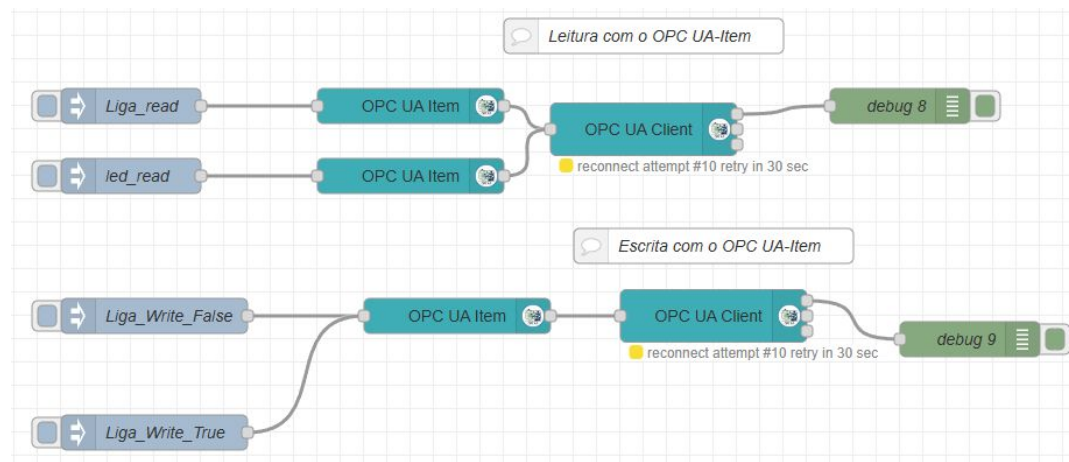 Leitura com o OPC UA-Item
Liga_read
OPC UA Item
OPC UA Client
debug 8
led_read
OPC UA Item
reconnect attempt #10 retry in 30 sec
Escrita com o OPC UA-Item
Liga_Write_False
OPC UA Item
OPC UA Client
debug 9
reconnect attempt #10 retry in 30 sec
Liga_Write_True